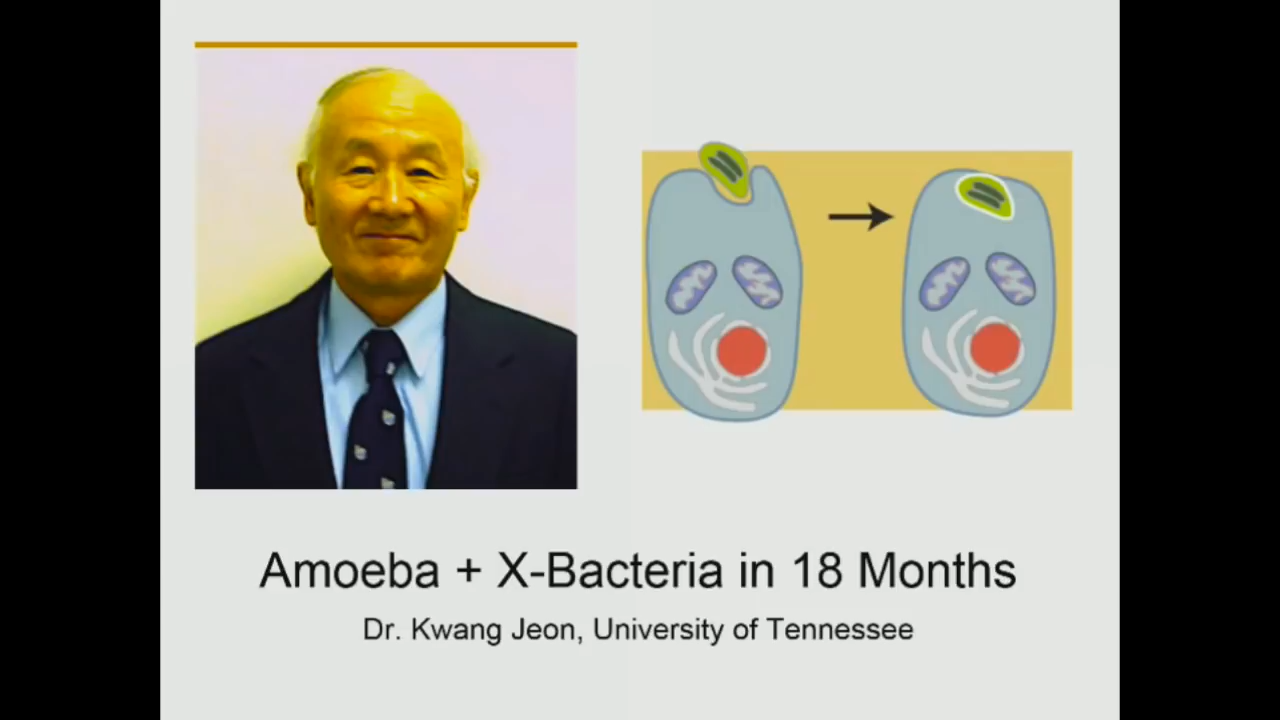 Amoeba + X-Bacteria in 18 Months
Dr. Kwang Jeon, University of Tennessee